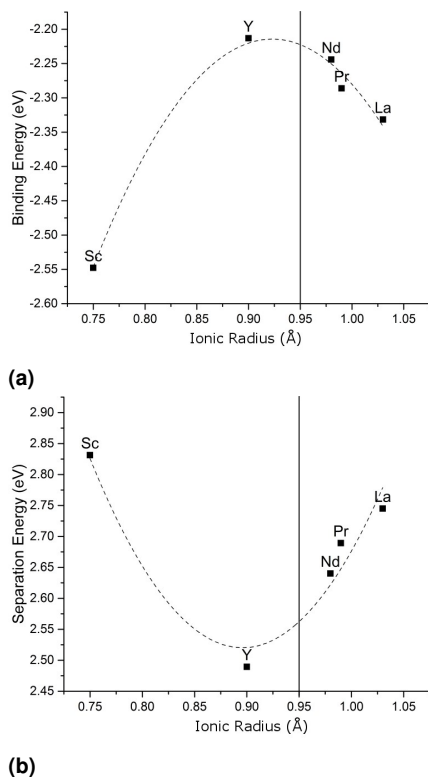 -2.20
-2.25
-2.30
-2.35
-2.40
-2.45
-2.50
-2.55
-2.60
Binding Energy (eV)
Sc
Y
Nd
Pr
La
0.75 0.80 0.85 0.90 0.95 1.00 1.05
Ionic Radius (Å)
(a)
2.90
2.85
2.80
2.75
2.70
2.65
2.60
2.55
2.50
2.45
Separation Energy (eV)
Sc
Y
Nd
Pr
La
0.75 0.80 0.85 0.90 0.95 1.00 1.05
Ionic Radius (Å)
(b)